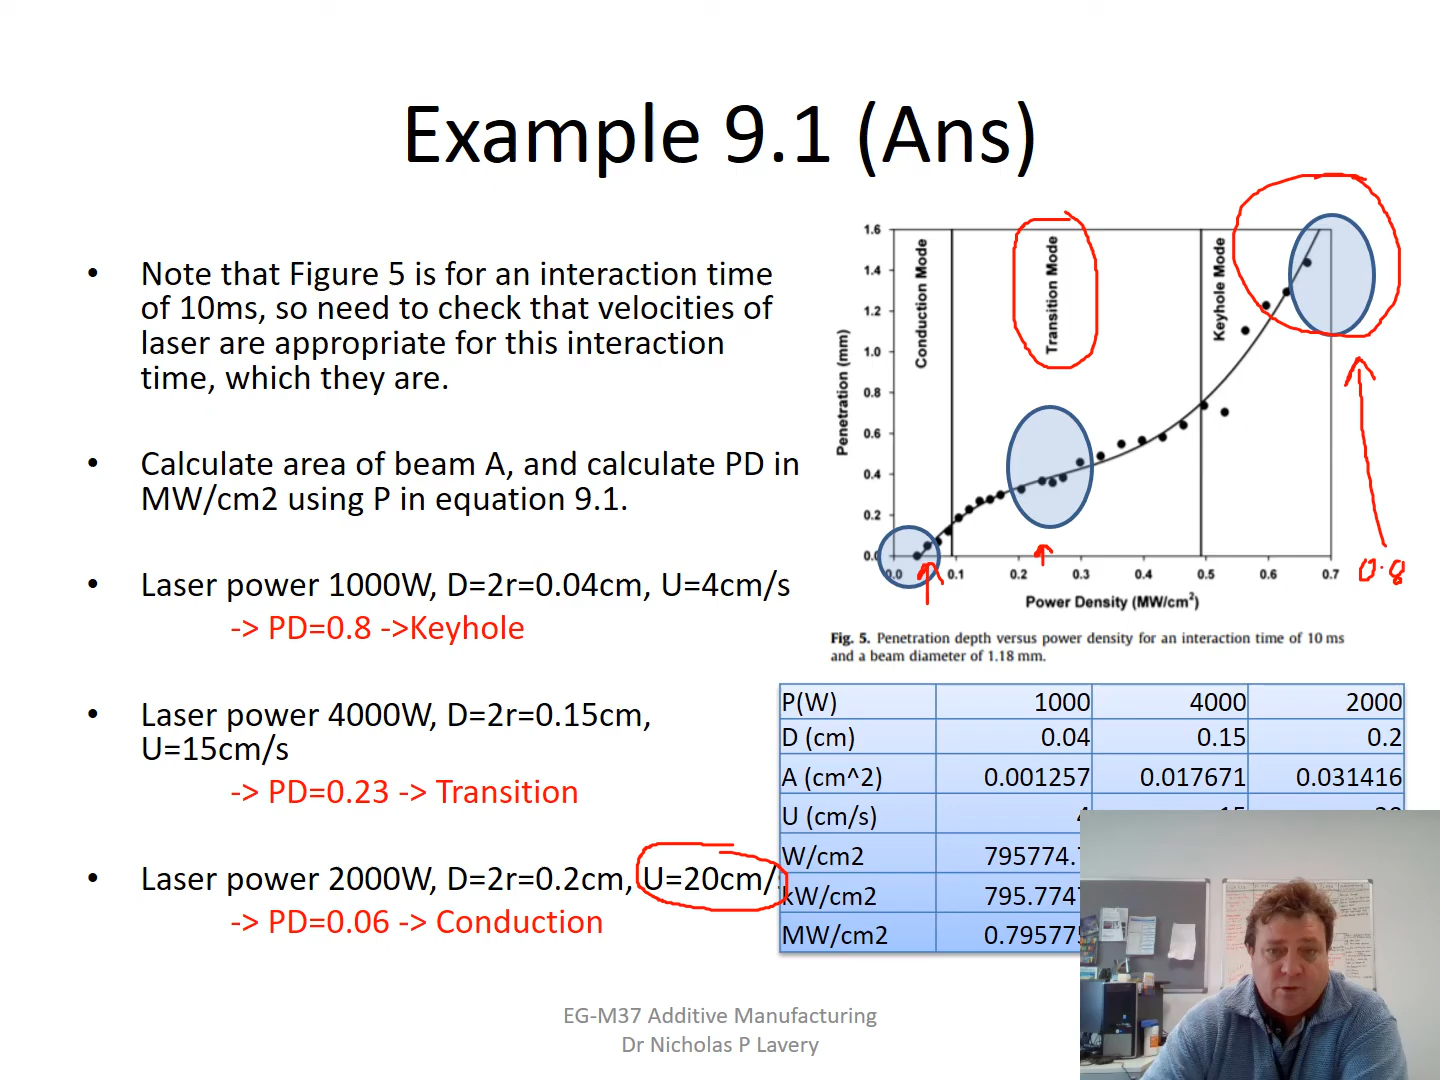 Example 9.1 (Ans)
• Note that Figure 5 is for an interaction time
of 10ms, so need to check that velocities of
laser are appropriate for this interaction
time, which they are.
• Calculate area of beam A, and calculate PD in
MW/cm2 using P in equation 9.1.
• Laser power 1000W, D=2r=0.04cm, U=4cm/s
-> PD=0.8 ->Keyhole
• Laser power 4000W, D=2r=0.15cm,
U=15cm/s
-> PD=0.23 -> Transition
• Laser power 2000W, D=2r=0.2cm, U=20cm/
-> PD=0.06 -> Conduction
Penetration (mm)
1.6
1.4
1.2
1.0
0.8
0.6
0.4
0.2
0.0
Conduction Mode
Transition Mode
Keyhole Mode
0.0 0.1 0.2 0.3 0.4 0.5 0.6 0.7
0.8
Power Density (MW/cm²)
Fig. 5. Penetration depth versus power density for an interaction time of 10 ms
and a beam diameter of 1.18 mm.
P(W) 1000 4000 2000
D (cm) 0.04 0.15 0.2
A (cm^2) 0.001257 0.017671 0.031416
U (cm/s)
W/cm2 795774.
kW/cm2 795.774
MW/cm2 0.79577
EG-M37 Additive Manufacturing
Dr Nicholas P Lavery